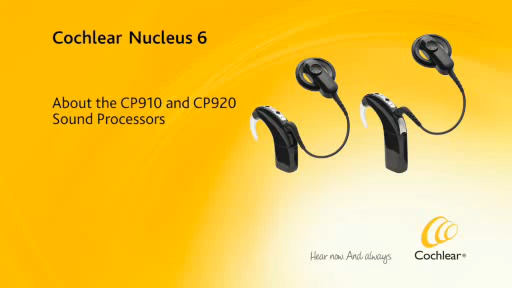 Cochlear Nucleus 6
About the CP910 and CP920
Sound Processors
Hear now. And always
Cochlear®